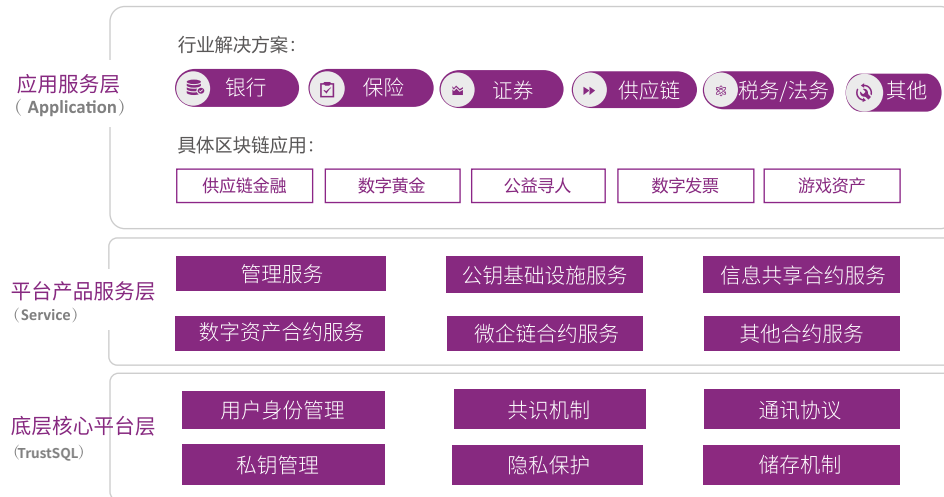 应用服务层
（ Application）
行业解决方案：
银行 保险 证券 供应链 税务/法务 其他
具体区块链应用：
供应链金融 数字黄金 公益寻人 数字发票 游戏资产
平台产品服务层
（Service）
管理服务 公钥基础设施服务 信息共享合约服务
数字资产合约服务 微企链合约服务 其他合约服务
底层核心平台层
（TrustSQL）
用户身份管理 共识机制 通讯协议
私钥管理 隐私保护 储存机制